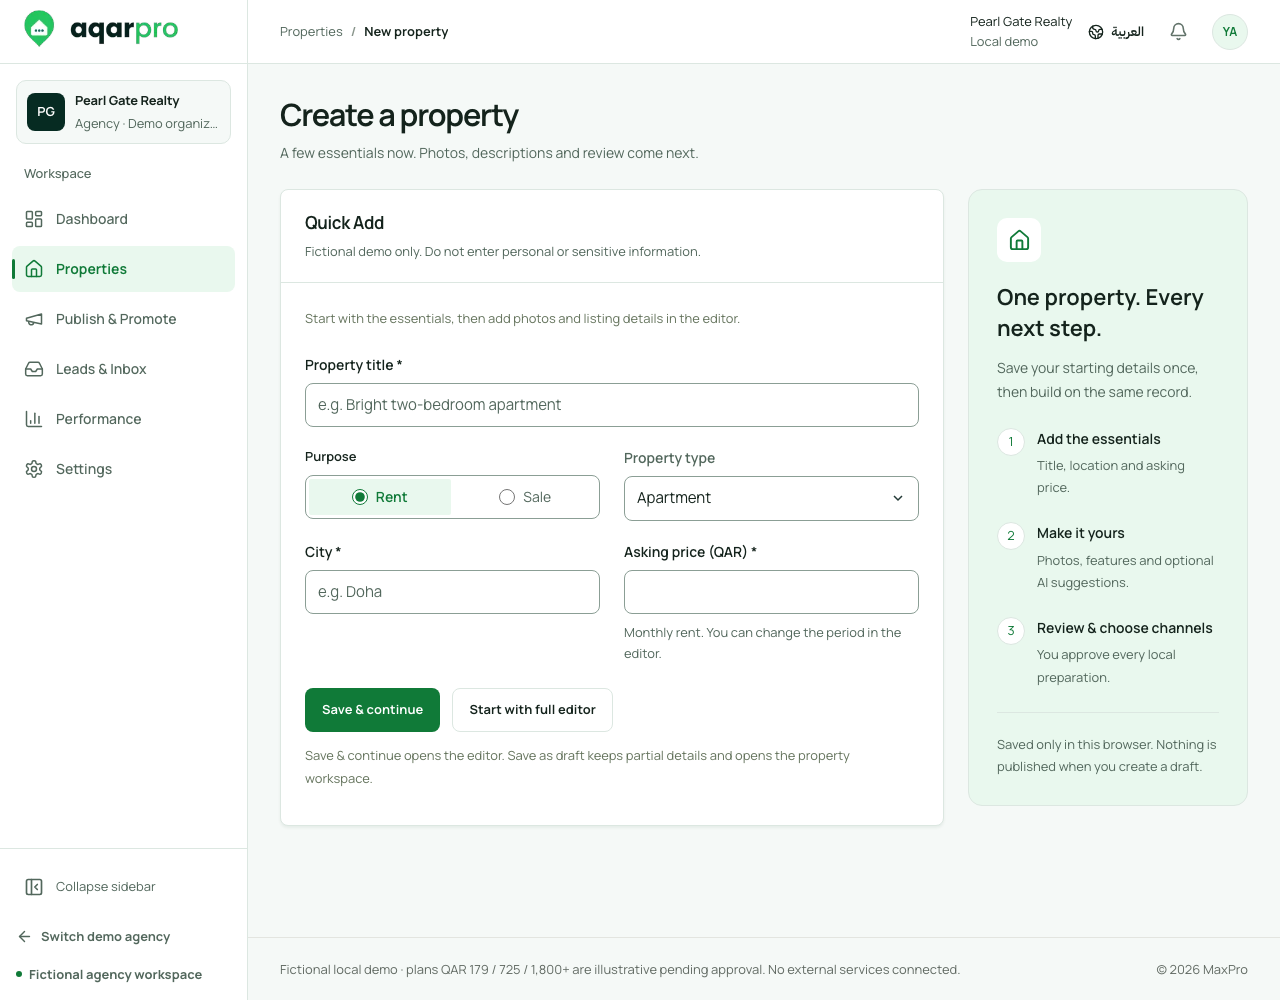 aqarpro
Properties / New property
Pearl Gate Realty
Local demo
العربية
YA
PG
Pearl Gate Realty
Agency · Demo organiz...
Workspace
Dashboard
Properties
Publish & Promote
Leads & Inbox
Performance
Settings
Collapse sidebar
Switch demo agency
Fictional agency workspace
Create a property
A few essentials now. Photos, descriptions and review come next.
Quick Add
Fictional demo only. Do not enter personal or sensitive information.
Start with the essentials, then add photos and listing details in the editor.
Property title *
e.g. Bright two-bedroom apartment
Purpose
Rent
Sale
Property type
Apartment
City *
e.g. Doha
Asking price (QAR) *
Monthly rent. You can change the period in the
editor.
Save & continue
Start with full editor
Save & continue opens the editor. Save as draft keeps partial details and opens the property
workspace.
One property. Every
next step.
Save your starting details once,
then build on the same record.
1
Add the essentials
Title, location and asking
price.
2
Make it yours
Photos, features and optional
AI suggestions.
3
Review & choose channels
You approve every local
preparation.
Saved only in this browser. Nothing is
published when you create a draft.
Fictional local demo · plans QAR 179 / 725 / 1,800+ are illustrative pending approval. No external services connected.
© 2026 MaxPro